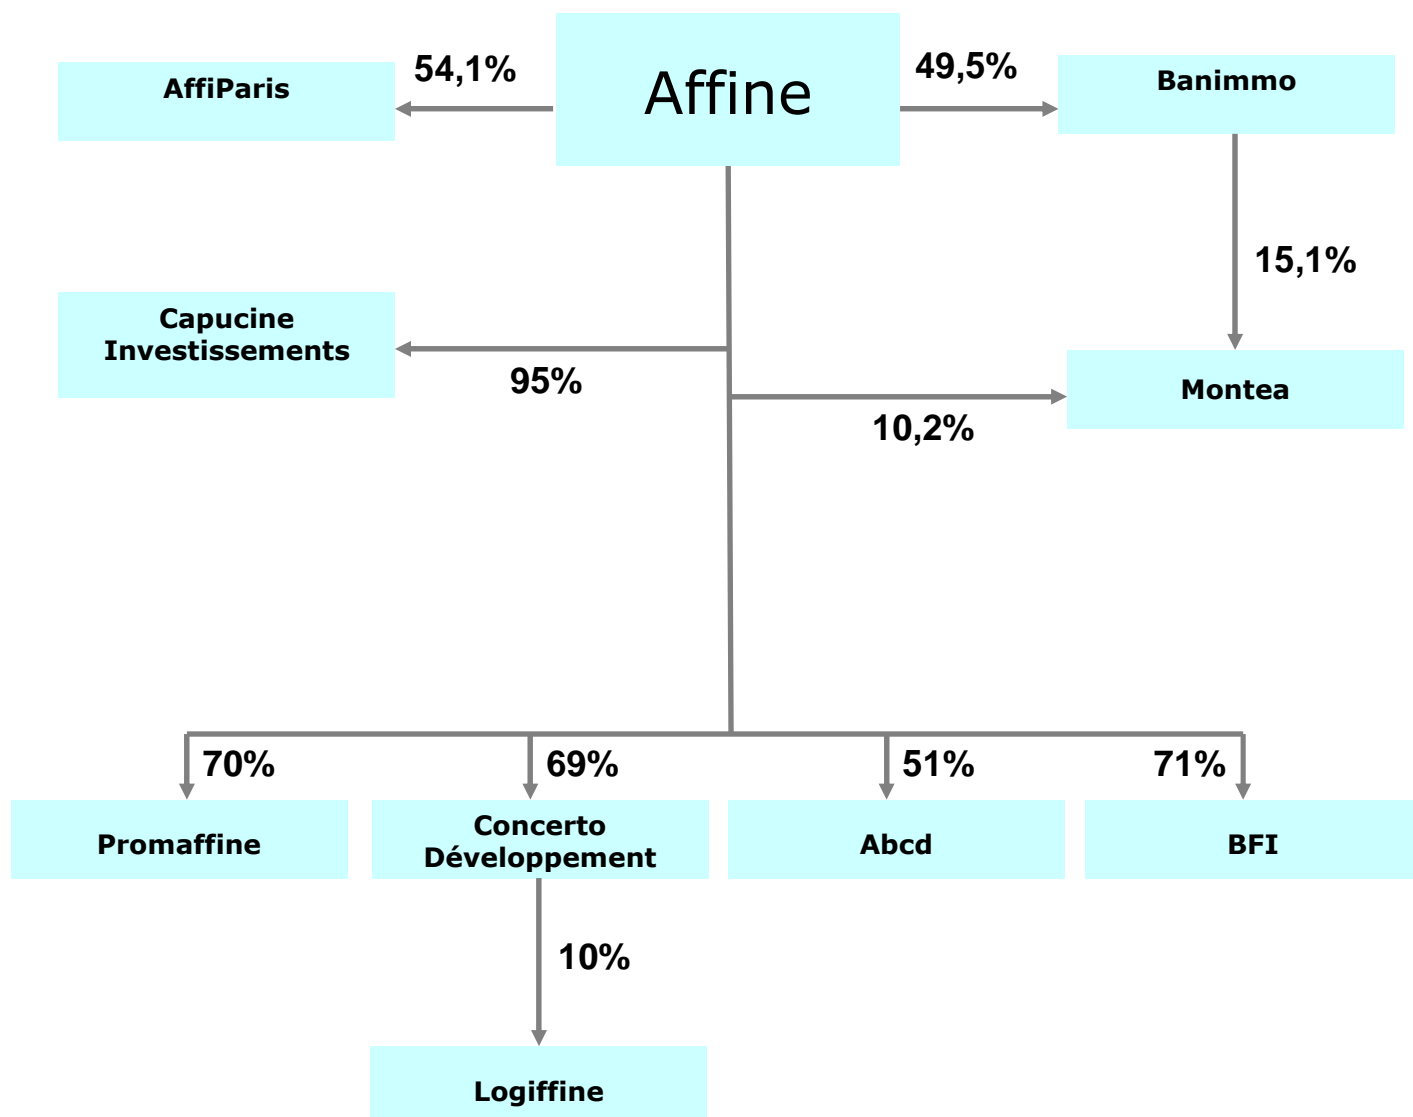 Affine
54,1%
49,5%
AffiParis
Banimmo
15,1%
Capucine
Investissements
95%
Montea
10,2%
70%
69%
51%
71%
Promaffine
Concerto
Développement
Abcd
BFI
10%
Logiffine